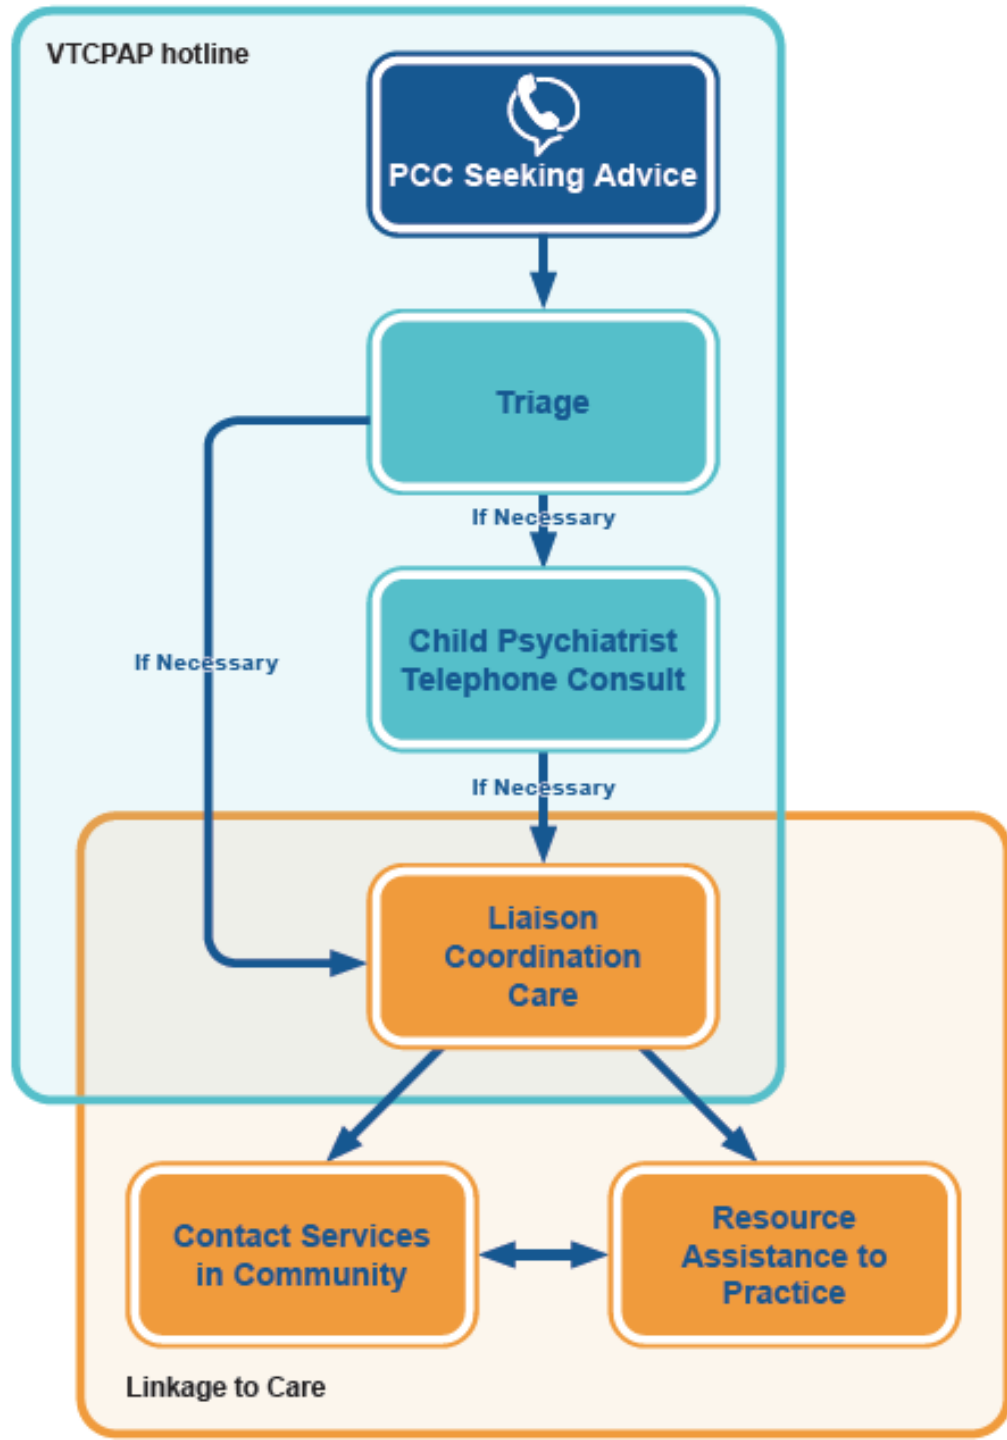 VTCPAP hotline
PCC Seeking Advice
Triage
If Necessary
Child Psychiatrist
Telephone Consult
If Necessary
If Necessary
Liaison
Coordination
Care
Contact Services
in Community
Resource
Assistance to
Practice
Linkage to Care